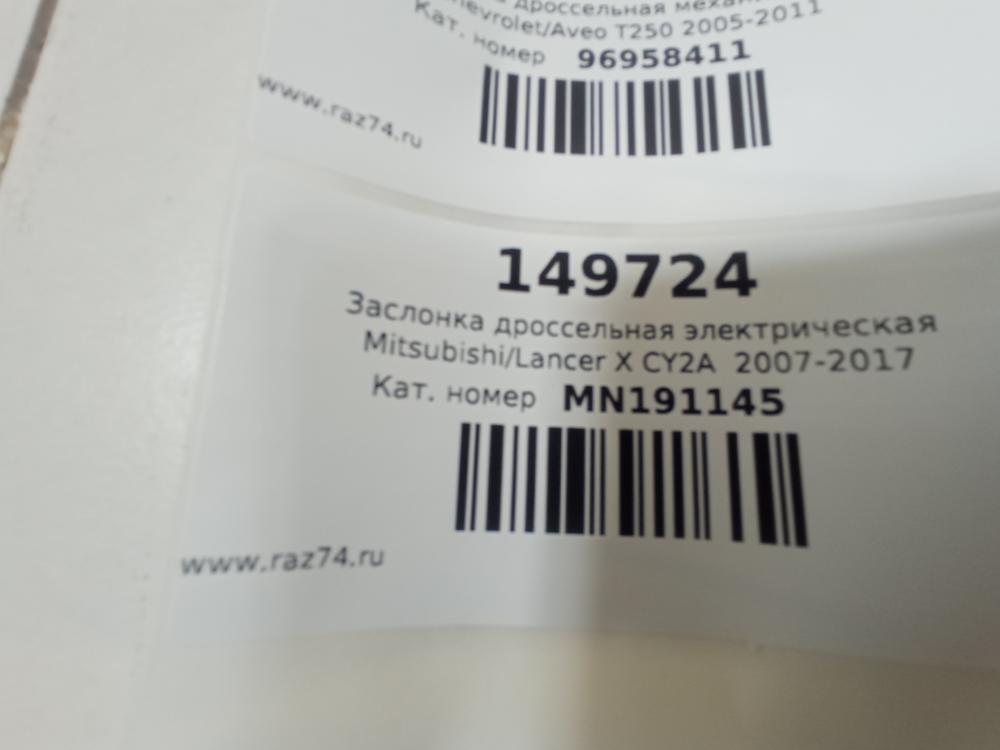 дроссельная
Chevrolet/Aveo T250 2005-2011
Кат. номер 96958411
www.raz74.ru
149724
Заслонка дроссельная электрическая
Mitsubishi/Lancer X CY2A 2007-2017
Кат. номер MN191145
www.raz74.ru